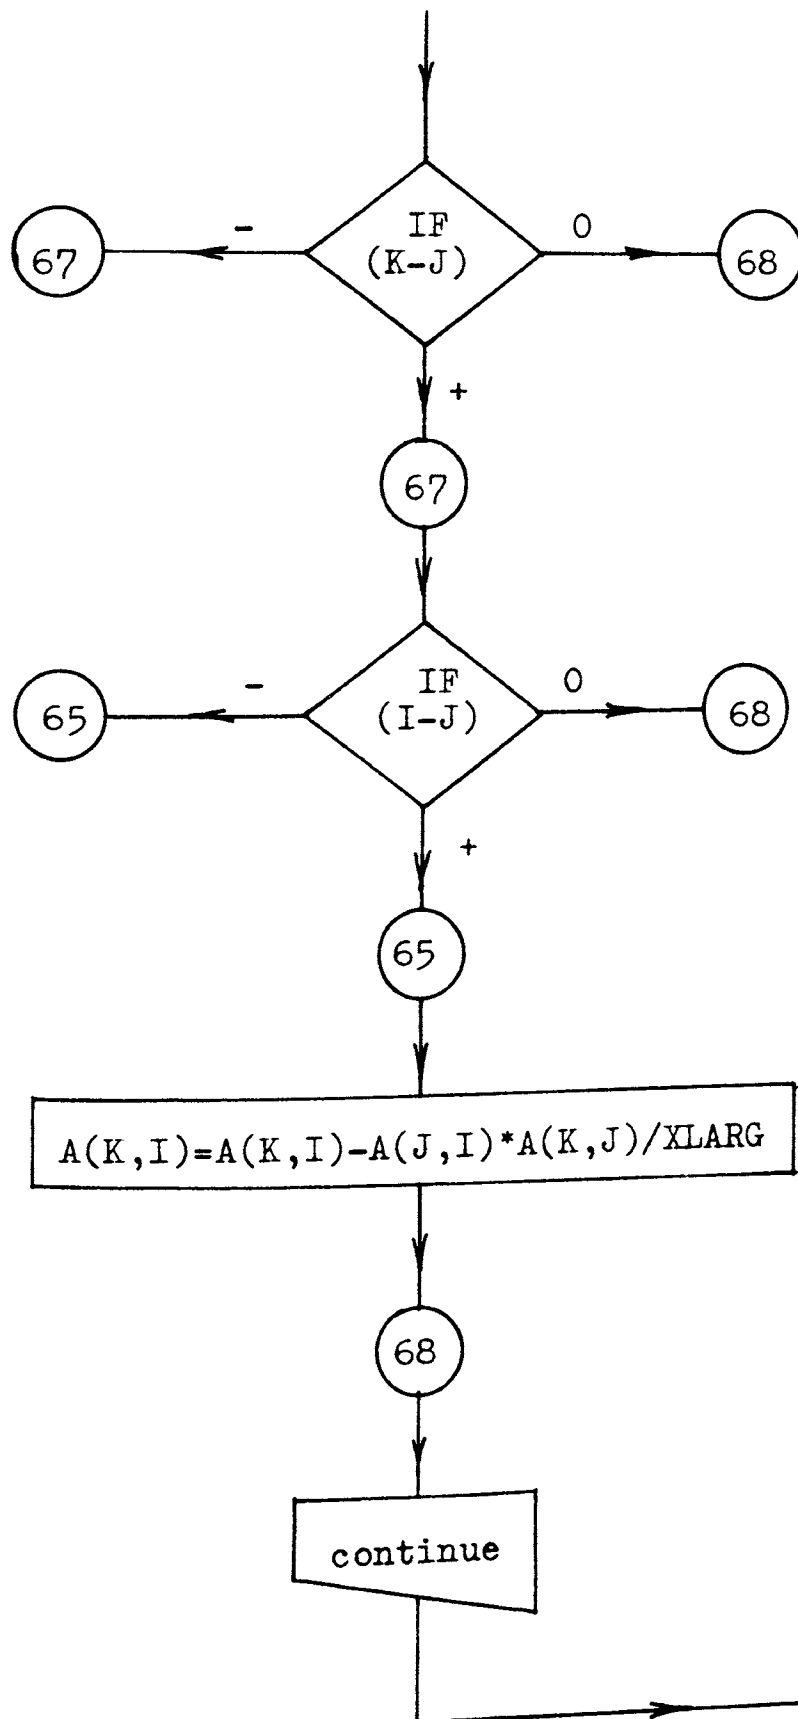 IF
(K-J)
-
0
67
68
+
67
IF
(I-J)
-
0
65
68
+
65
A(K,I)=A(K,I)-A(J,I)*A(K,J)/XLARG
68
continue